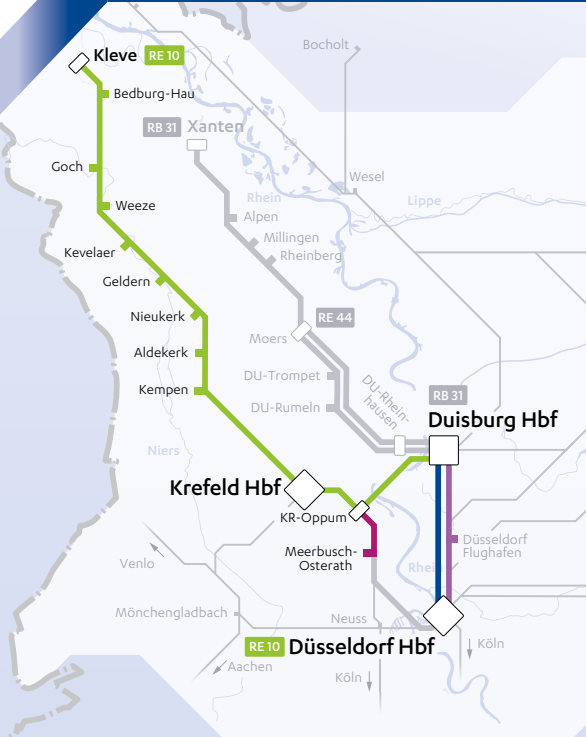 Bocholt
Kleve RE 10
Bedburg-Hau
RB 31 Xanten
Goch
Wesel
Weeze
Rhein
Lippe
Alpen
Kevelaer
Millingen
Rheinberg
Geldern
Nieukerk
RE 44
Moers
Aldekerk
DU-Trompet
Kempen
DU-Rhein-
hausen
RB 31
DU-Rumeln
Duisburg Hbf
Niers
Krefeld Hbf
KR-Oppum
Meerbusch-
Osterath
Düsseldorf
Flughafen
Venlo
Rhein
Mönchengladbach
Neuss
RE 10 Düsseldorf Hbf
Köln
Aachen
Köln